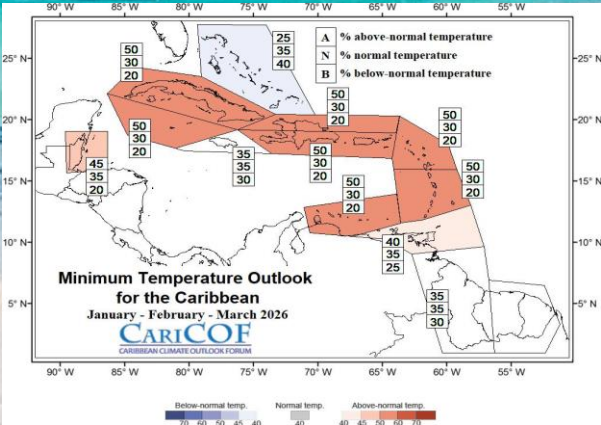 90° W 85° W 80° W 75° W 70° W 65° W 60° W 55° W
25° N
20° N
15° N
10° N
5° N
A % above-normal temperature
N % normal temperature
B % below-normal temperature
25
35
40
50
30
20
50
30
20
50
30
20
50
30
20
45
35
20
35
35
30
50
30
20
50
30
20
50
30
20
40
35
25
35
35
30
Minimum Temperature Outlook
for the Caribbean
January - February - March 2026
CARICOF
CARIBBEAN CLIMATE OUTLOOK FORUM
25° N
20° N
15° N
10° N
5° N
90° W 85° W 80° W 75° W 70° W 65° W 60° W 55° W
Below-normal temp. Normal temp. Above-normal temp.
70 60 50 45 40 40 40 45 50 60 70